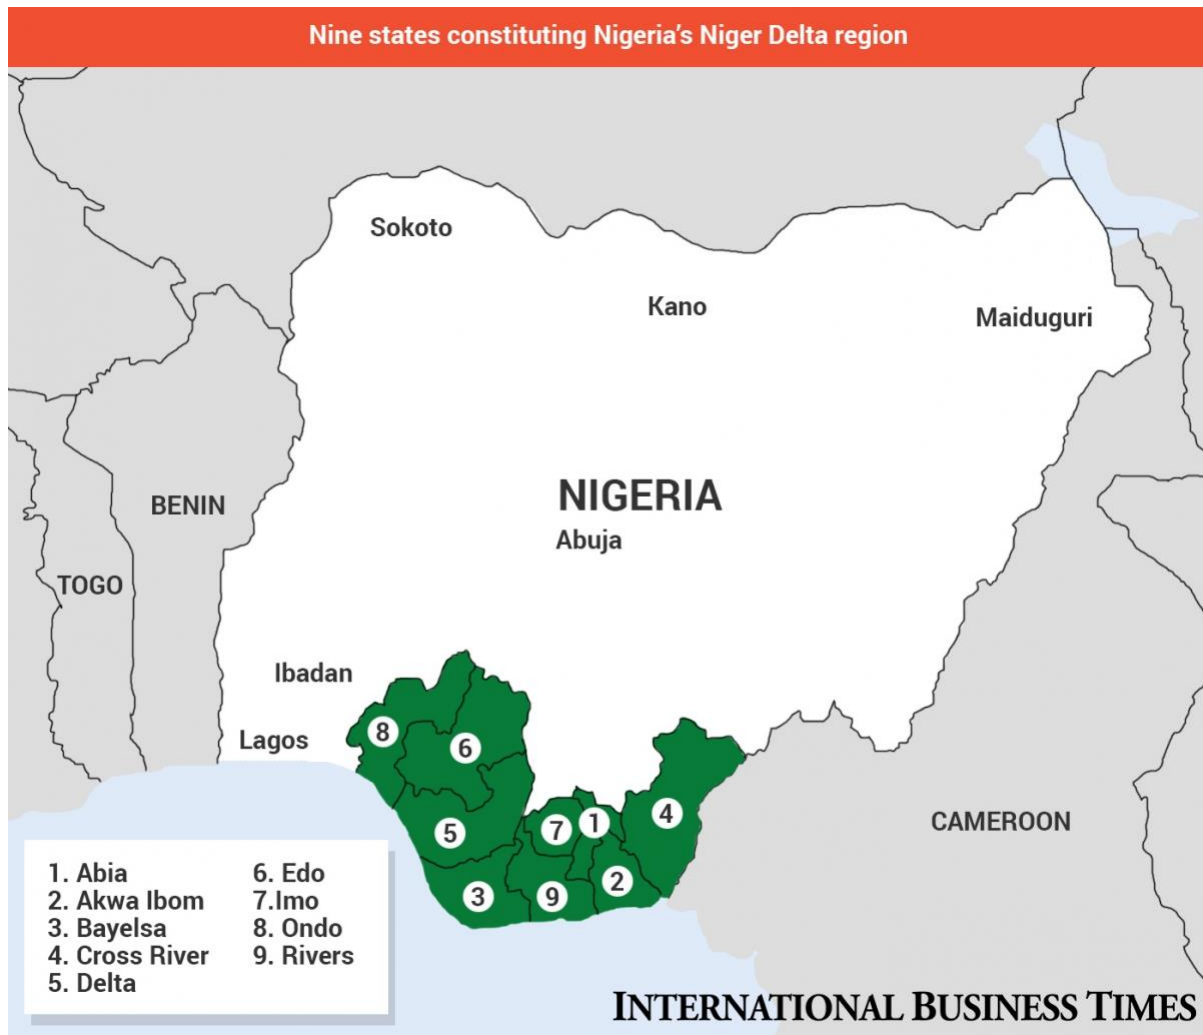 Nine states constituting Nigeria's Niger Delta region
Sokoto
Kano
Maiduguri
NIGERIA
BENIN
Abuja
TOGO
Ibadan
Lagos
8
6
4
CAMEROON
5
7
1
3
9
2
1. Abia
2. Akwa Ibom
3. Bayelsa
4. Cross River
5. Delta
6. Edo
7.Imo
8. Ondo
9. Rivers
INTERNATIONAL BUSINESS TIMES